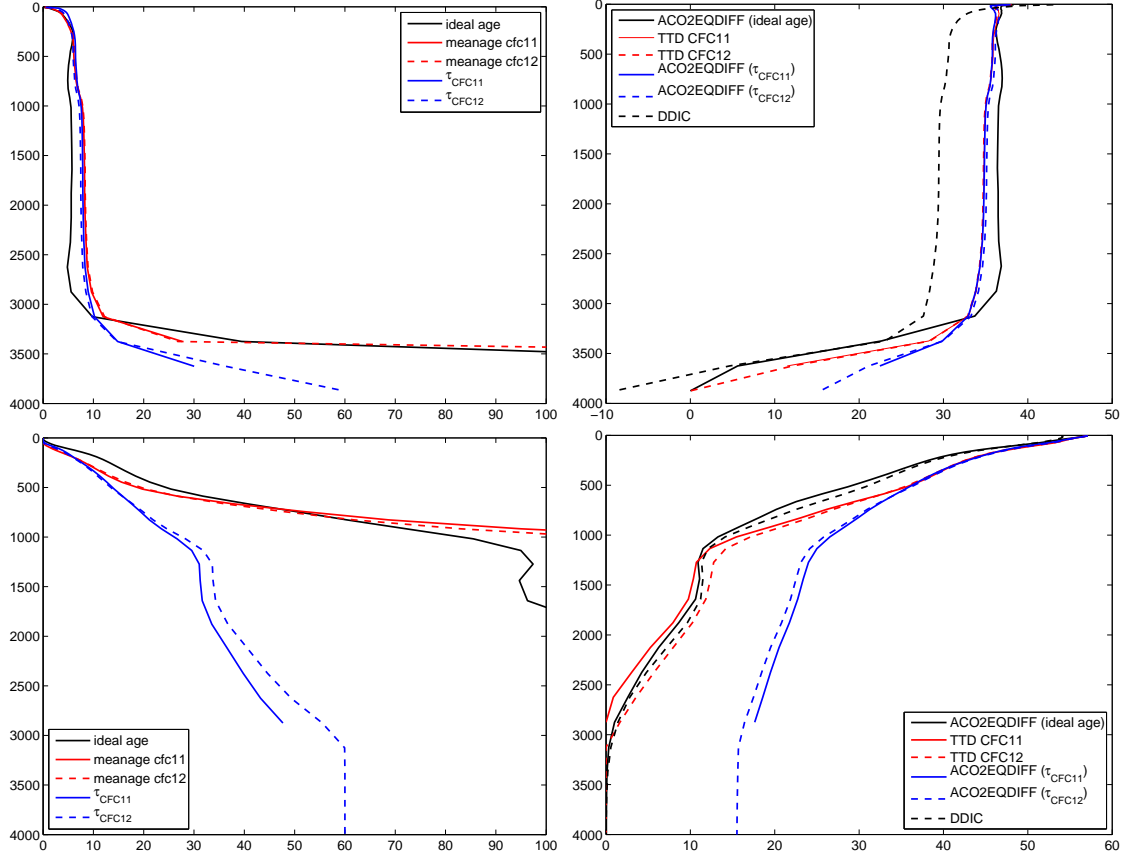 0
500
1000
1500
2000
2500
3000
3500
4000
0 10 20 30 40 50 60 70 80 90 100
ideal age
meanage cfc11
meanage cfc12
τCFC11
τCFC12
0
500
1000
1500
2000
2500
3000
3500
4000
−10 0 10 20 30 40 50
ACO2EQDIFF (ideal age)
TTD CFC11
TTD CFC12
ACO2EQDIFF (τCFC11)
ACO2EQDIFF (τCFC12)
DDIC
0
500
1000
1500
2000
2500
3000
3500
4000
0 10 20 30 40 50 60 70 80 90 100
ideal age
meanage cfc11
meanage cfc12
τCFC11
τCFC12
0
500
1000
1500
2000
2500
3000
3500
4000
0 10 20 30 40 50 60
ACO2EQDIFF (ideal age)
TTD CFC11
TTD CFC12
ACO2EQDIFF (τCFC11)
ACO2EQDIFF (τCFC12)
DDIC